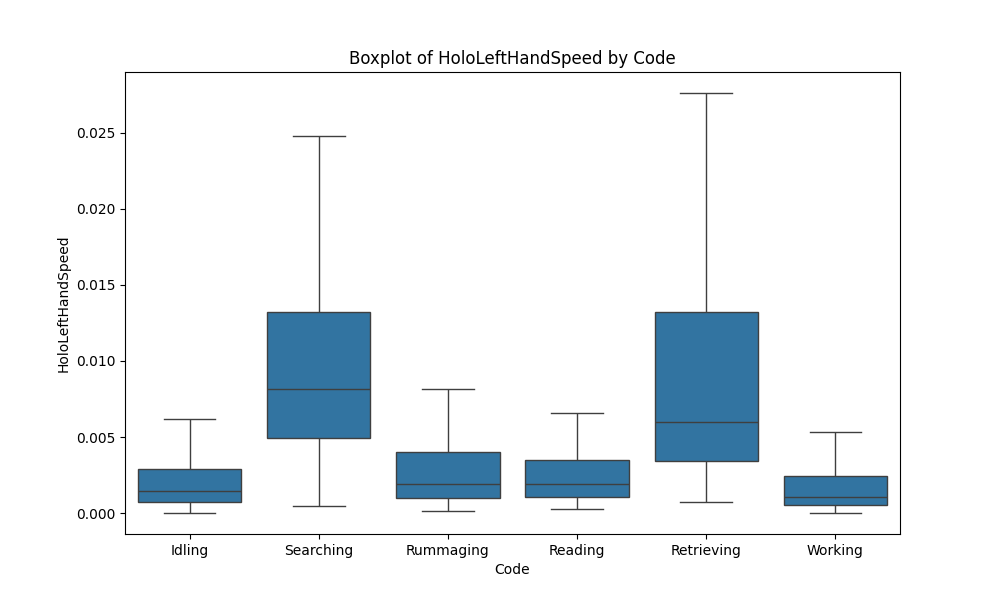 Boxplot of HoloLeftHandSpeed by Code
HoloLeftHandSpeed
0.025
0.020
0.015
0.010
0.005
0.000
Idling Searching Rummaging Reading Retrieving Working
Code